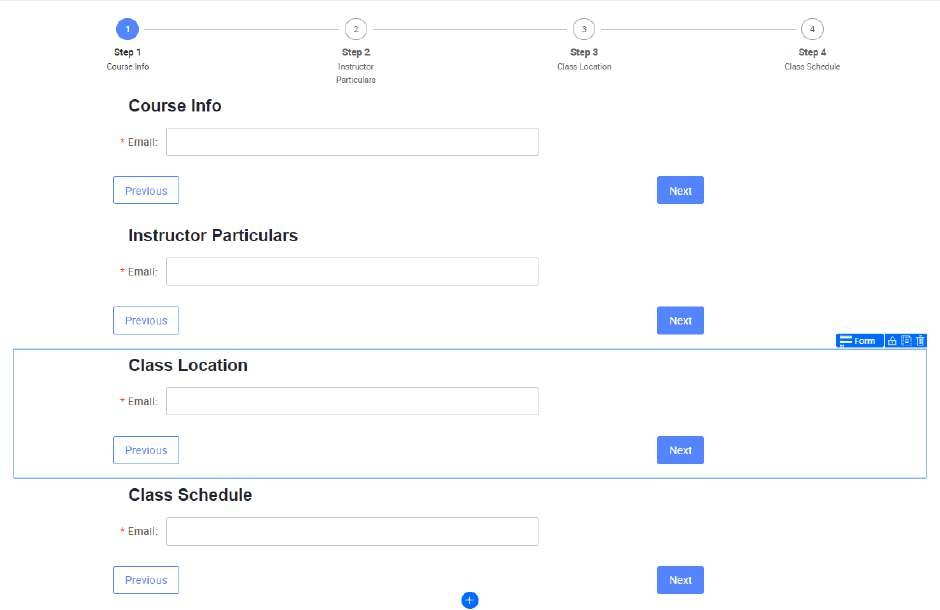 1
2
3
4
Step 1
Step 2
Step 3
Step 4
Course Info
Instructor
Particulars
Class Location
Class Schedule
Course Info
* Email:
Previous
Next
Instructor Particulars
* Email:
Previous
Next
Form
Class Location
* Email:
Previous
Next
Class Schedule
* Email:
Previous
Next